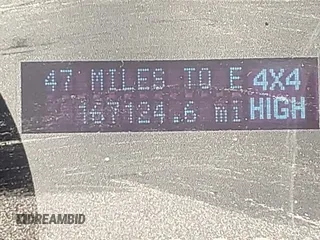 47 MILES TO E 4X4
167124.6 mi HIGH
DREAMBID